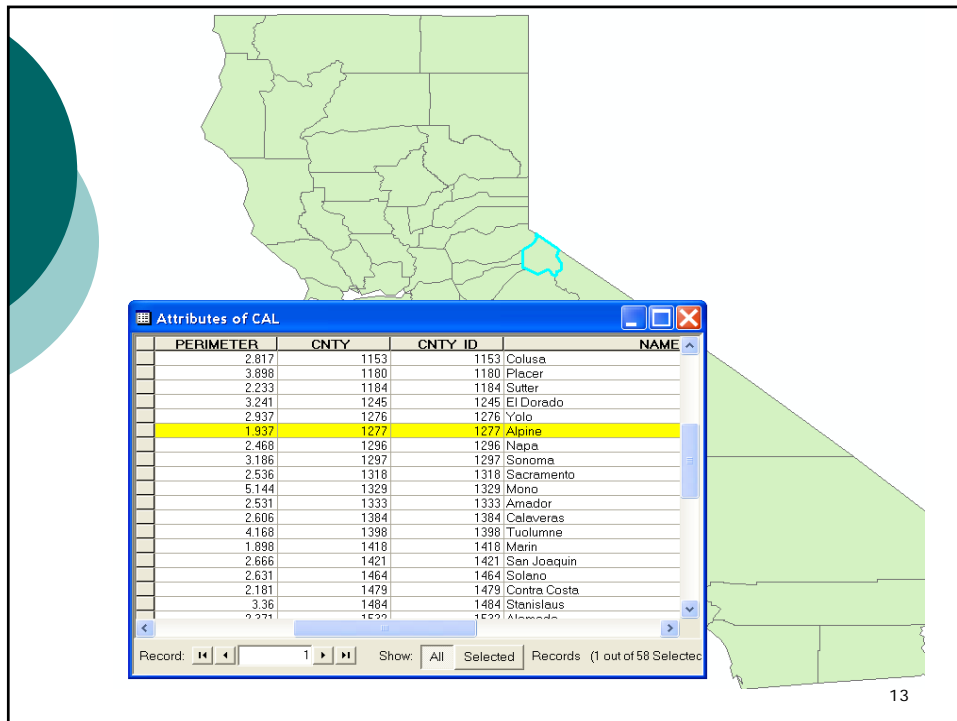 Attributes of CAL
PERIMETER CNTY CNTY_ID NAME
2.817 1153 1153 Colusa
3.898 1180 1180 Placer
2.233 1184 1184 Sutter
3.241 1245 1245 El Dorado
2.937 1276 1276 Yolo
1.937 1277 1277 Alpine
2.468 1296 1296 Napa
3.186 1297 1297 Sonoma
2.536 1318 1318 Sacramento
5.144 1329 1329 Mono
2.531 1333 1333 Amador
2.606 1384 1384 Calaveras
4.168 1398 1398 Tuolumne
1.898 1418 1418 Marin
2.666 1421 1421 San Joaquin
2.631 1464 1464 Solano
2.181 1479 1479 Contra Costa
3.36 1484 1484 Stanislaus
2.371 1532 1532 Alameda
Record: 1 Show: All Selected Records (1 out of 58 Selectec
13